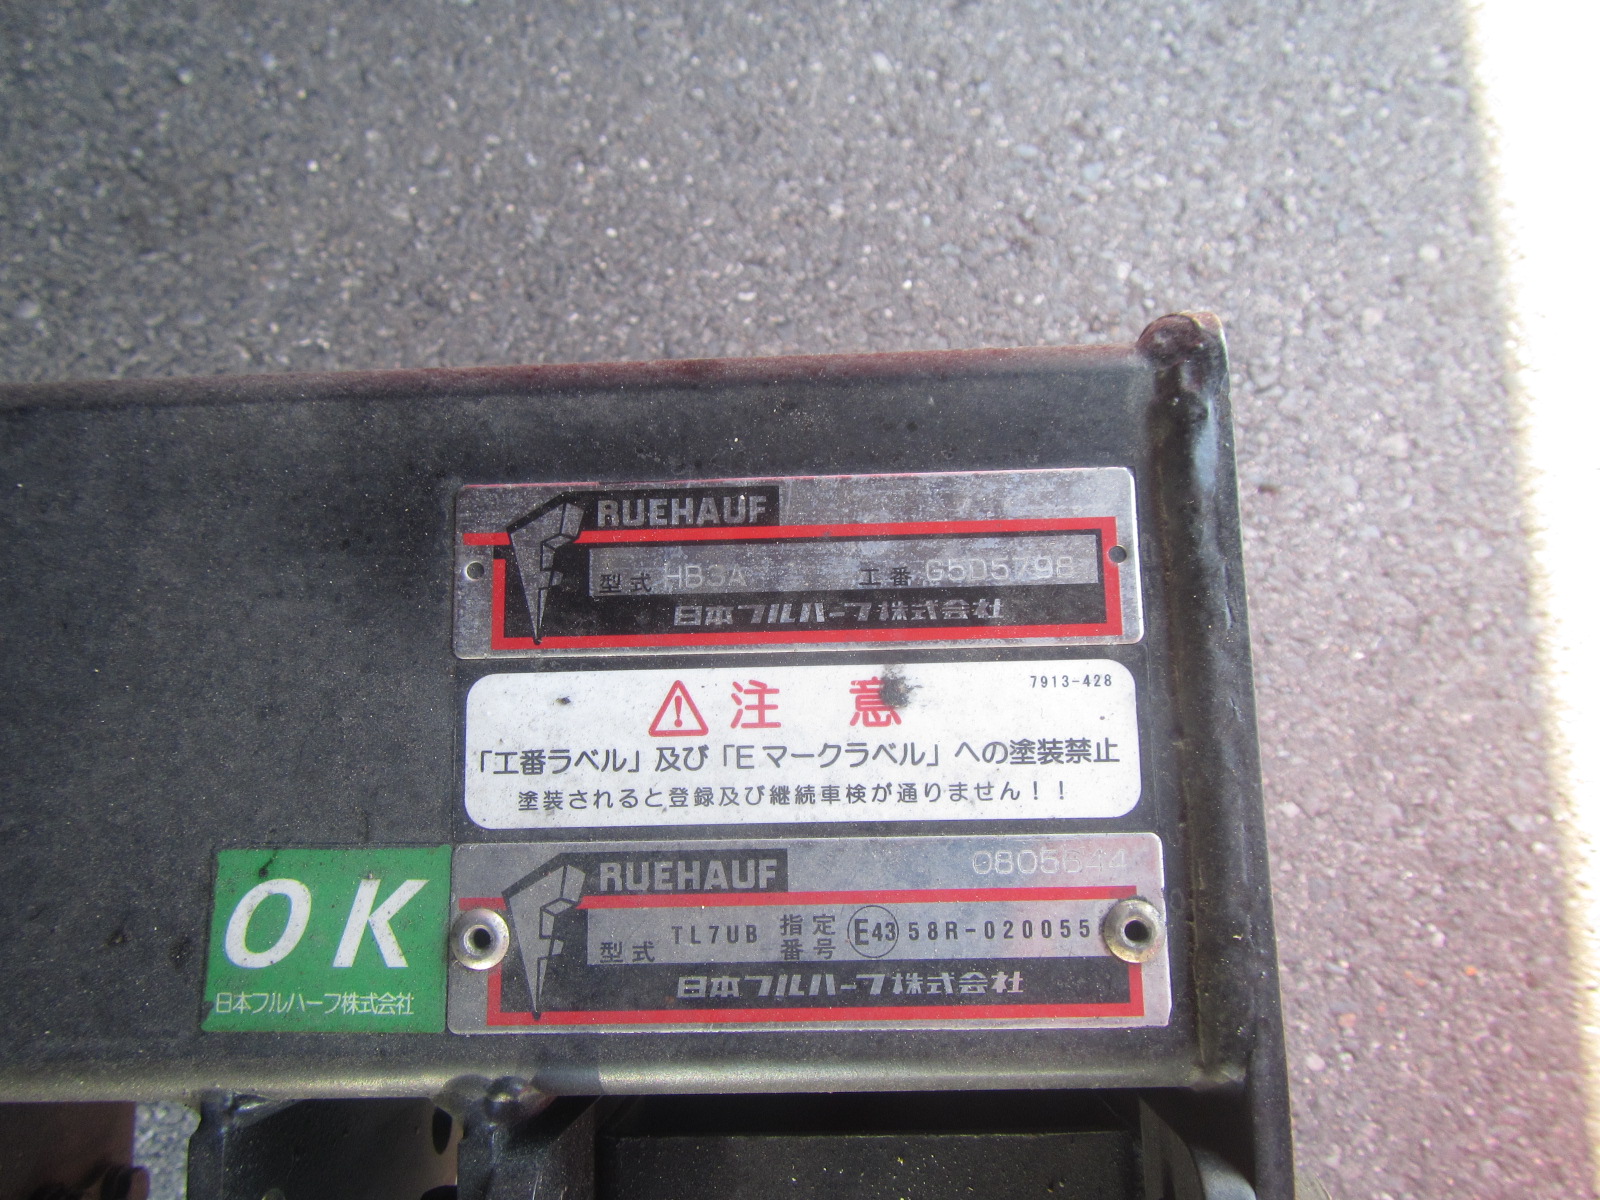 FRUEHAUF
型式 HB3A 工番 G5D5798
日本フルハーフ株式会社
7913-428
注意
「工番ラベル」及び「Eマークラベル」への塗装禁止
塗装されると登録及び継続車検が通りません!!
OK
日本フルハーフ株式会社
FRUEHAUF
0805644
型式 TL7UB 指定番号 E43 58R-020055
日本フルハーフ株式会社